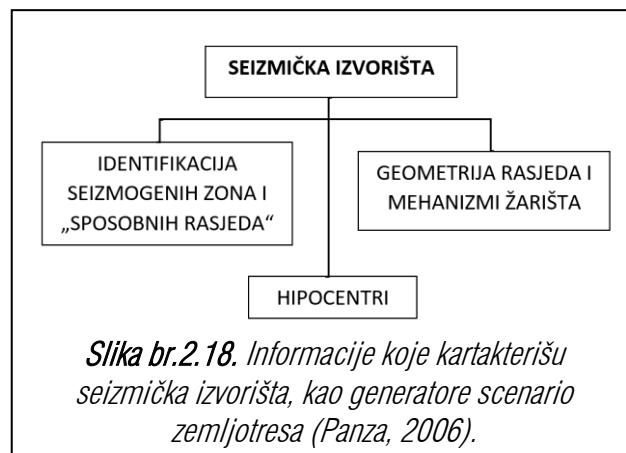 SEIZMIČKA IZVORIŠTA
IDENTIFIKACIJA
SEIZMOGENIH ZONA I
„SPOSOBNIH RASJEDA“
GEOMETRIJA RASJEDA I
MEHANIZMI ŽARIŠTA
HIPOCENTRI
Slika br.2.18. Informacije koje kartakterišu
seizmička izvorišta, kao generatore scenario
zemljotresa (Panza, 2006).